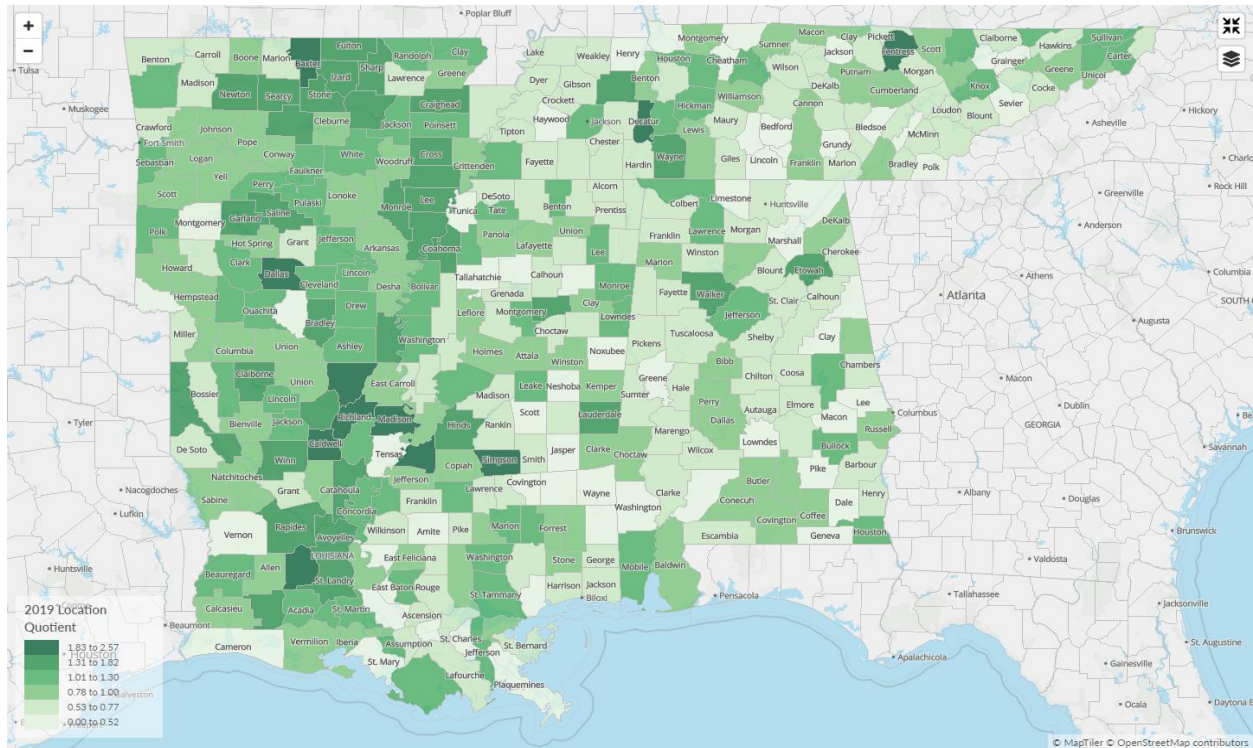 +
−
2019 Location
Quotient
1.83 to 2.57
1.31 to 1.82
1.01 to 1.30
0.78 to 1.00
0.53 to 0.77
0.00 to 0.52
Poplar Bluff
Tulsa
Muskogee
Fort Smith
Tyler
Nacogdoches
Lufkin
Huntsville
Beaumont
Houston
Galveston
Freeport
Benton
Carroll
Boone
Marion
Baxter
Fulton
Sharp
Randolph
Clay
Madison
Newton
Searcy
Stone
Izard
Lawrence
Greene
Craighead
Crawford
Johnson
Pope
Cleburne
Jackson
Poinsett
Sebastian
Logan
Conway
White
Woodruff
Cross
Crittenden
Scott
Yell
Perry
Faulkner
Pulaski
Lonoke
Monroe
Lee
Polk
Montgomery
Garland
Saline
Hot Spring
Grant
Jefferson
Arkansas
Howard
Clark
Dallas
Cleveland
Lincoln
Desha
Hempstead
Ouachita
Bradley
Drew
Miller
Columbia
Union
Ashley
Bossier
Claiborne
Union
East Carroll
Lincoln
Bienville
Jackson
Richland
Madison
De Soto
Caldwell
Winn
Tensas
Natchitoches
Sabine
Grant
Catahoula
Concordia
Vernon
Rapides
Avoyelles
LOUISIANA
Beauregard
Allen
St. Landry
Calcasieu
Acadia
St. Martin
Cameron
Vermilion
Iberia
St. Mary
Assumption
East Feliciana
East Baton Rouge
Ascension
Washington
St. Tammany
St. Charles
Jefferson
St. Bernard
Lafourche
Plaquemines
Lake
Weakley
Henry
Montgomery
Sumner
Macon
Clay
Pickett
Jackson
Fentress
Scott
Claiborne
Hawkins
Sullivan
Carter
Dyer
Gibson
Benton
Houston
Cheatham
Wilson
Putnam
Morgan
Grainger
Greene
Unicoi
Crockett
Haywood
Jackson
Decatur
Hickman
Williamson
DeKalb
Cannon
Cumberland
Knox
Sevier
Cocke
Tipton
Chester
Lewis
Maury
Bedford
Loudon
Blount
Fayette
Hardin
Wayne
Giles
Lincoln
Grundy
Bledsoe
McMinn
Franklin
Marion
Bradley
Polk
Tunica
DeSoto
Tate
Benton
Alcorn
Prentiss
Coahoma
Panola
Lafayette
Union
Lee
Bolivar
Tallahatchie
Calhoun
Monroe
Grenada
Leflore
Montgomery
Clay
Choctaw
Lowndes
Washington
Holmes
Attala
Winston
Noxubee
Madison
Leake
Neshoba
Kemper
Hinds
Rankin
Scott
Lauderdale
Copiah
Simpson
Smith
Jasper
Clarke
Jefferson
Franklin
Lawrence
Covington
Wayne
Wilkinson
Amite
Pike
Marion
Forrest
Stone
George
Harrison
Jackson
Biloxi
Colbert
Limestone
Huntsville
Franklin
Lawrence
Morgan
Marshall
DeKalb
Cherokee
Marion
Winston
Blount
Etowah
Fayette
Walker
Jefferson
St. Clair
Calhoun
Tuscaloosa
Shelby
Clay
Pickens
Greene
Hale
Bibb
Chilton
Coosa
Chambers
Sumter
Perry
Autauga
Elmore
Lee
Macon
Marengo
Dallas
Lowndes
Bullock
Russell
Choctaw
Wilcox
Pike
Barbour
Clarke
Butler
Conecuh
Washington
Covington
Coffee
Dale
Henry
Escambia
Geneva
Houston
Mobile
Baldwin
Pensacola
Hickory
Asheville
Charlo
Rock Hill
Greenville
Anderson
Athens
Columbia
SOUTH C
Atlanta
Augusta
Macon
Columbus
Dublin
GEORGIA
Savannah
Albany
Douglas
Brunswick
Valdosta
Tallahassee
Jacksonville
St. Augustine
Apalachicola
Gainesville
Ocala
Daytona B
© MapTiler © OpenStreetMap contributors